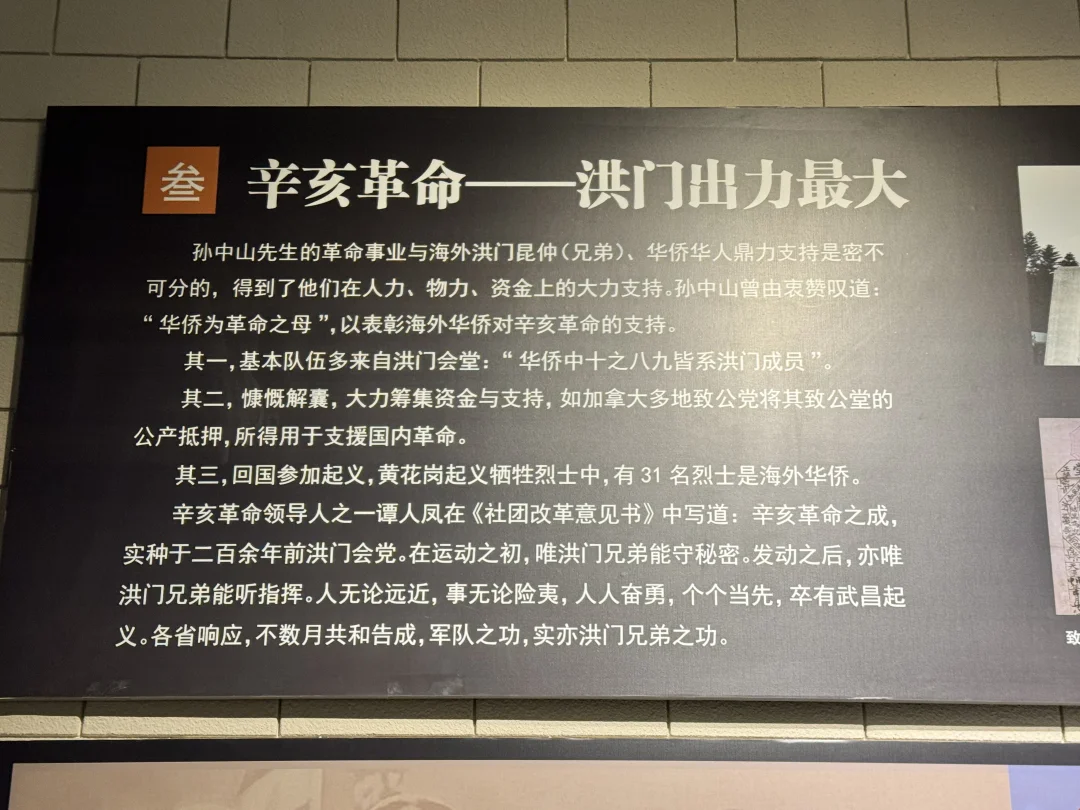 叁 辛亥革命——洪门出力最大
孙中山先生的革命事业与海外洪门昆仲（兄弟）、华侨华人鼎力支持是密不
可分的，得到了他们在人力、物力、资金上的大力支持。孙中山曾由衷赞叹道：
“华侨为革命之母”，以表彰海外华侨对辛亥革命的支持。
其一，基本队伍多来自洪门会堂：“华侨中十之八九皆系洪门成员”。
其二，慷慨解囊，大力筹集资金与支持，如加拿大多地致公党将其致公堂的
公产抵押，所得用于支援国内革命。
其三，回国参加起义，黄花岗起义牺牲烈士中，有31名烈士是海外华侨。
辛亥革命领导人之一谭人凤在《社团改革意见书》中写道：辛亥革命之成，
实种于二百余年前洪门会党。在运动之初，唯洪门兄弟能守秘密。发动之后，亦唯
洪门兄弟能听指挥。人无论远近，事无论险夷，人人奋勇，个个当先，卒有武昌起
义。各省响应，不数月共和告成，军队之功，实亦洪门兄弟之功。
致